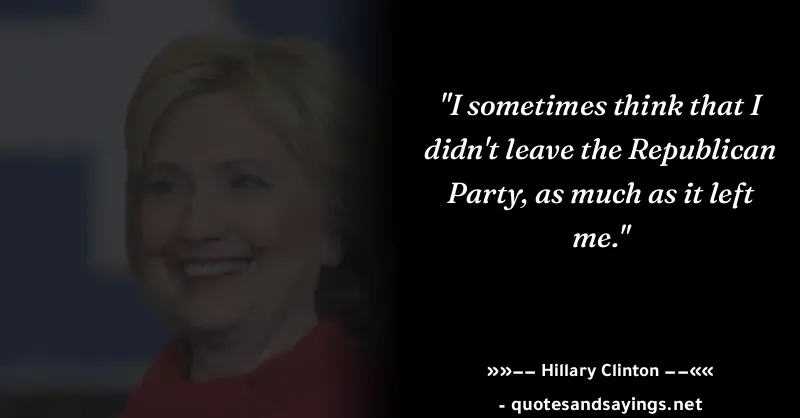 "I sometimes think that I
didn't leave the Republican
Party, as much as it left
me."
»»–– Hillary Clinton ––««
- quotesandsayings.net